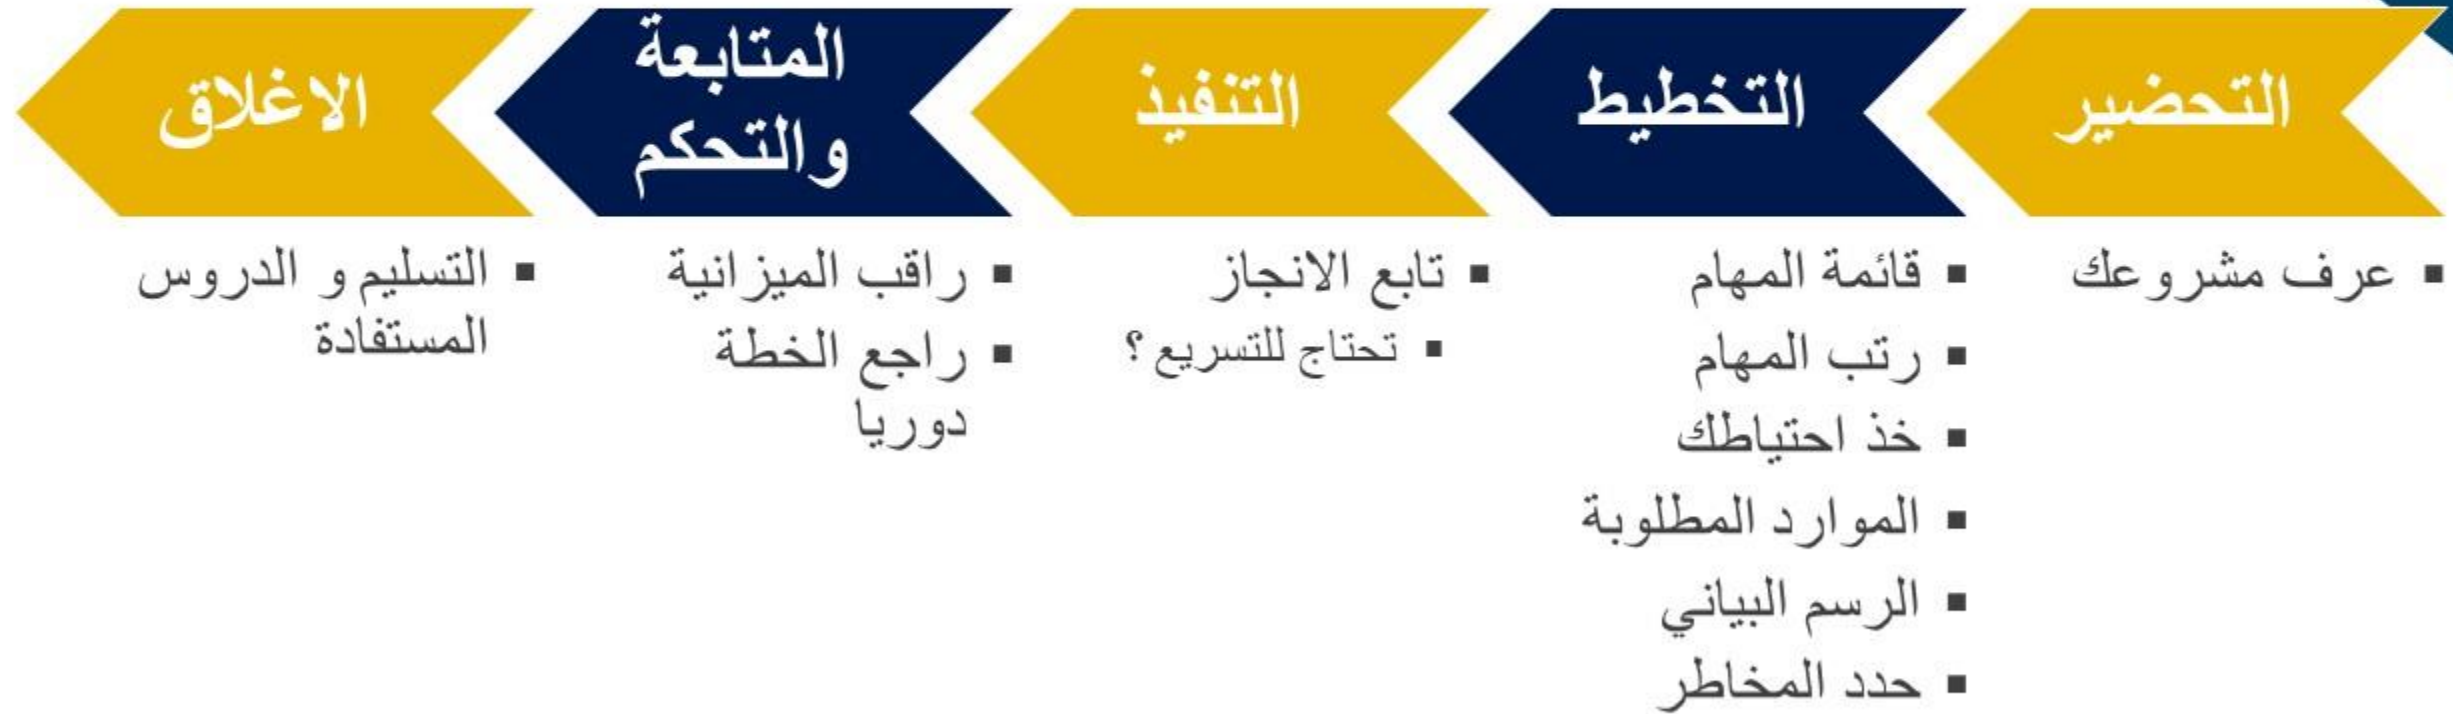 التحضير
التخطيط
التنفيذ
المتابعة
والتحكم
الاغلاق
▪ عرف مشروعك
▪ قائمة المهام
▪ رتب المهام
▪ خذ احتياطك
▪ الموارد المطلوبة
▪ الرسم البياني
▪ حدد المخاطر
▪ تابع الانجاز
▪ تحتاج للتسريع ؟
▪ راقب الميزانية
▪ راجع الخطة
دوريا
▪ التسليم و الدروس
المستفادة